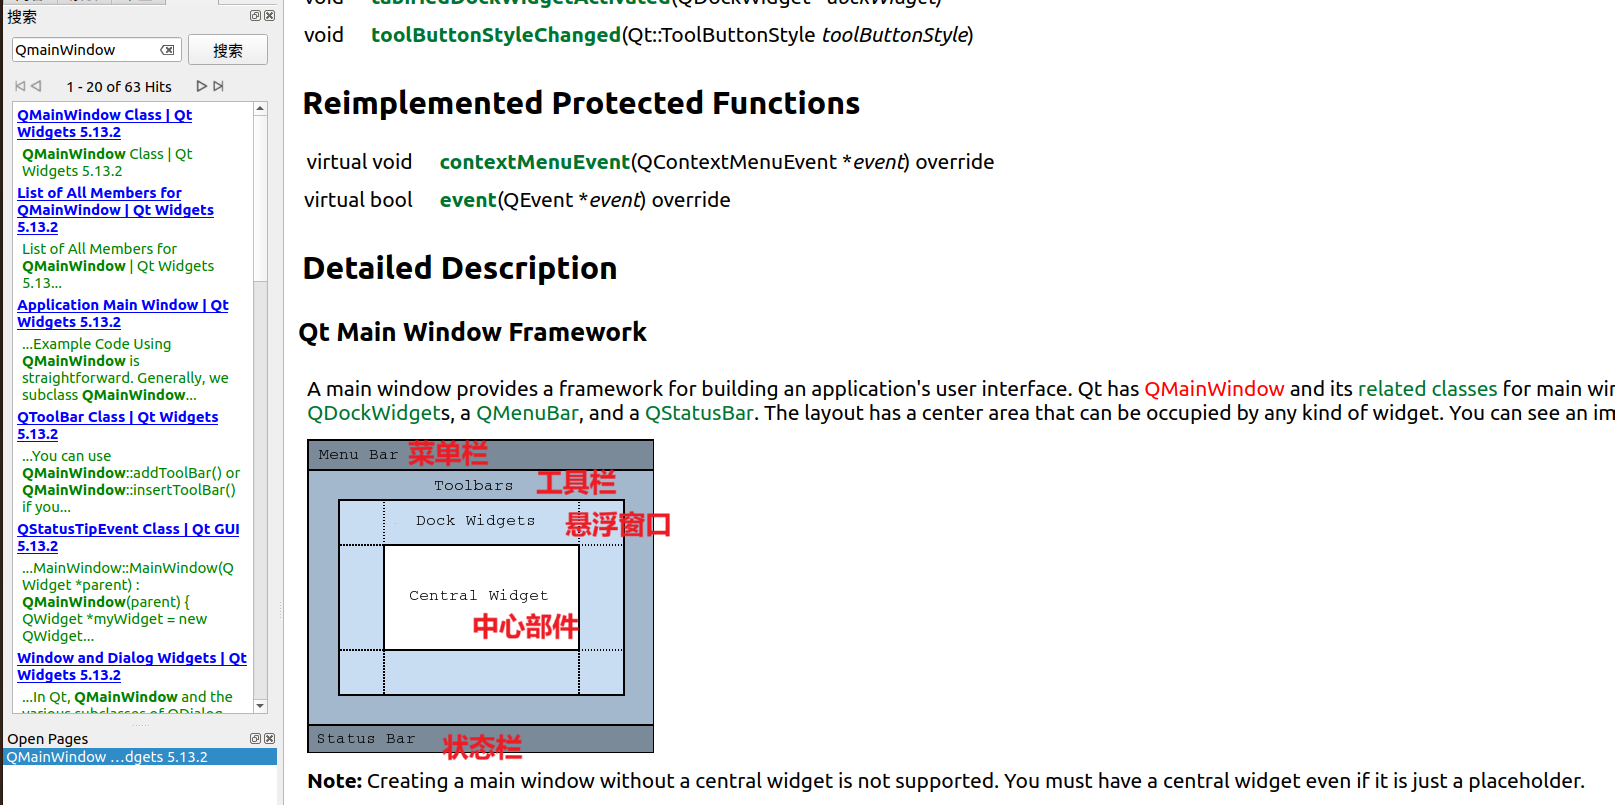 搜索
QmainWindow
搜索
1 - 20 of 63 Hits
QMainWindow Class | Qt
Widgets 5.13.2
QMainWindow Class | Qt
Widgets 5.13.2
List of All Members for
QMainWindow | Qt Widgets
5.13.2
List of All Members for
QMainWindow | Qt Widgets
5.13...
Application Main Window | Qt
Widgets 5.13.2
...Example Code Using
QMainWindow is
straightforward. Generally, we
subclass QMainWindow...
QToolBar Class | Qt Widgets
5.13.2
...You can use
QMainWindow::addToolBar() or
QMainWindow::insertToolBar()
if you...
QStatusTipEvent Class | Qt GUI
5.13.2
...MainWindow::MainWindow(Q
Widget *parent) :
QMainWindow(parent) {
QWidget *myWidget = new
QWidget...
Window and Dialog Widgets | Qt
Widgets 5.13.2
...In Qt, QMainWindow and the
various subclasses of QDialog
Open Pages
QMainWindow ...dgets 5.13.2
void tabifiedDockWidgetActivated(QDockWidget *dockWidget)
void toolButtonStyleChanged(Qt::ToolButtonStyle toolButtonStyle)
Reimplemented Protected Functions
virtual void contextMenuEvent(QContextMenuEvent *event) override
virtual bool event(QEvent *event) override
Detailed Description
Qt Main Window Framework
A main window provides a framework for building an application's user interface. Qt has QMainWindow and its related classes for main
QDockWidgets, a QMenuBar, and a QStatusBar. The layout has a center area that can be occupied by any kind of widget. You can see an
Menu Bar 菜单栏
Toolbars 工具栏
Dock Widgets 悬浮窗口
Central Widget
中心部件
Status Bar 状态栏
Note: Creating a main window without a central widget is not supported. You must have a central widget even if it is just a placeholder.